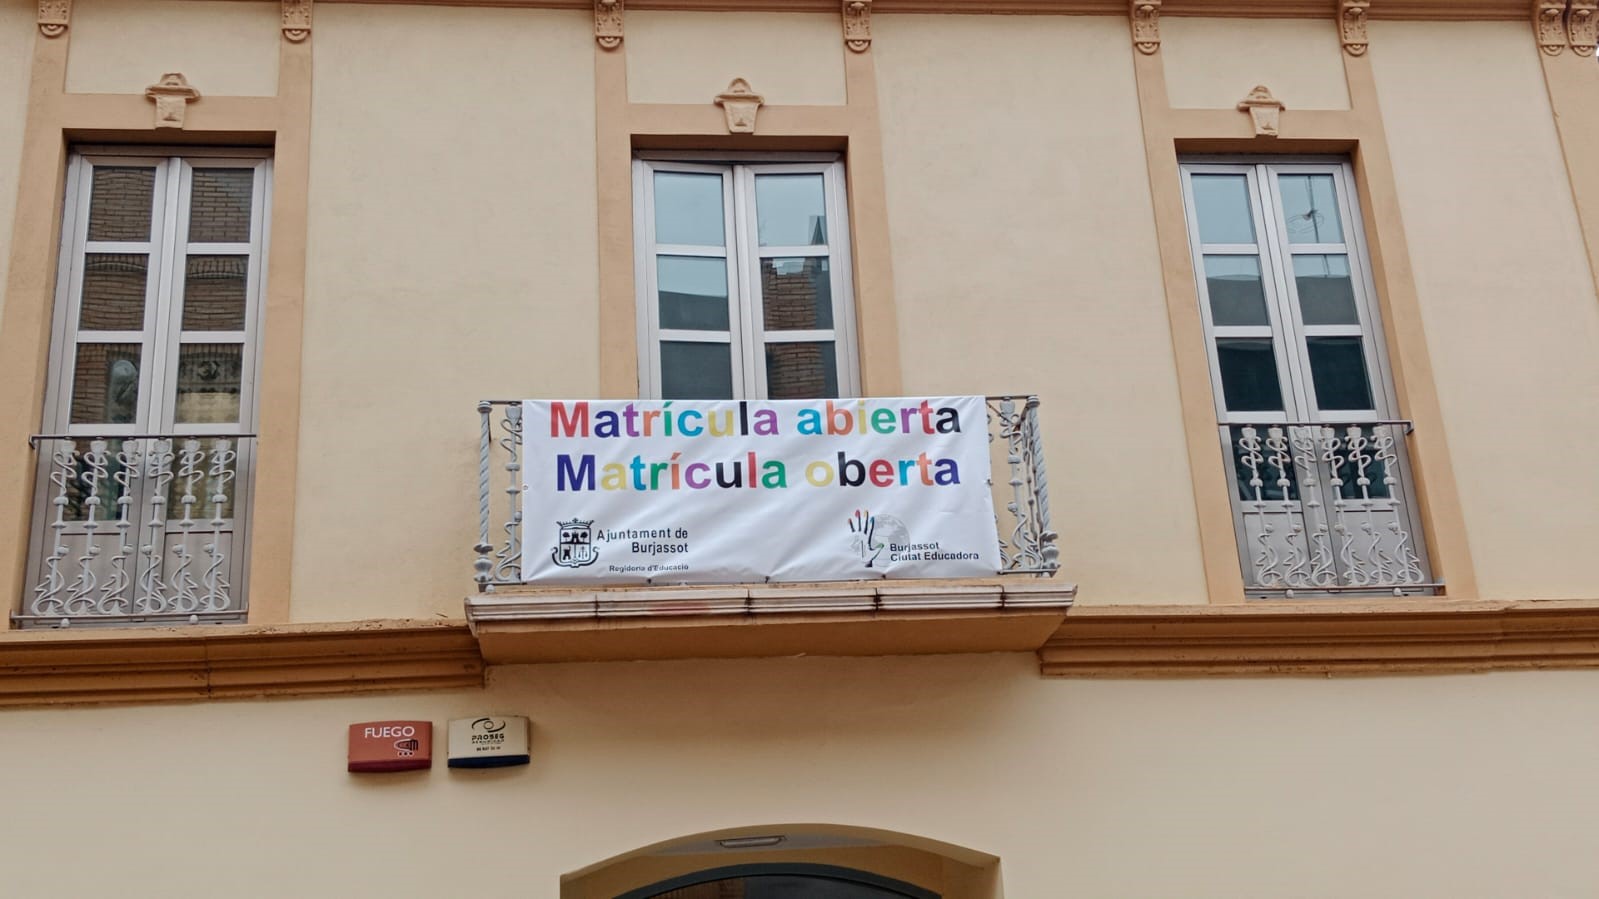 Matrícula abierta
Matrícula oberta
Ajuntament de
Burjassot
Regidoria d'Educació
Burjassot
Ciutat Educadora
FUEGO
PROSEG